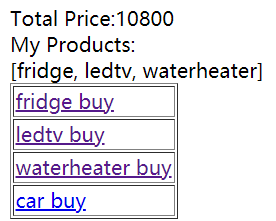 Total Price:10800
My Products:
[fridge, ledtv, waterheater]
fridge buy
ledtv buy
waterheater buy
car buy